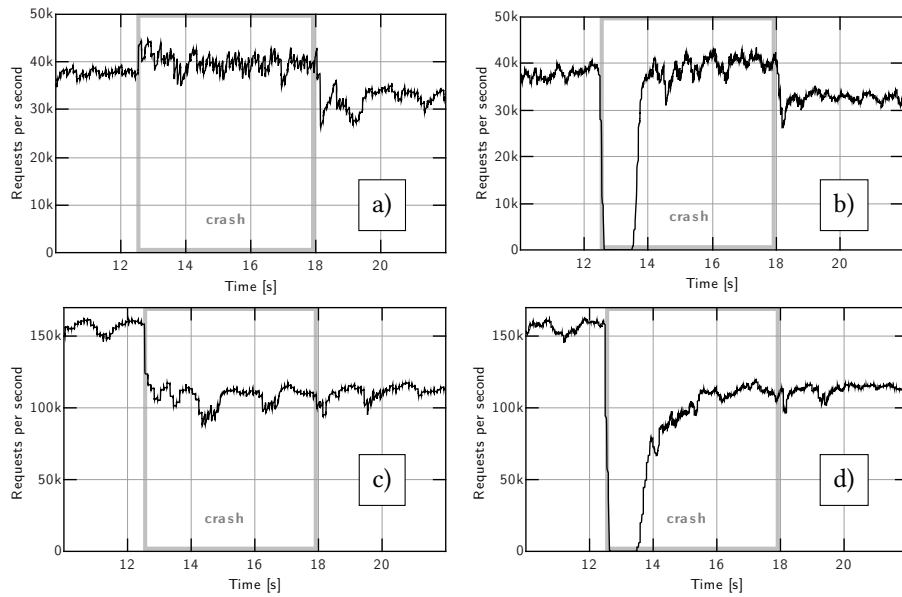 50k
40k
30k
20k
10k
0
Requests per second
crash
a)
12 14 16 18 20
Time [s]
50k
40k
30k
20k
10k
0
Requests per second
crash
b)
12 14 16 18 20
Time [s]
150k
100k
50k
0
Requests per second
crash
c)
12 14 16 18 20
Time [s]
150k
100k
50k
0
Requests per second
crash
d)
12 14 16 18 20
Time [s]